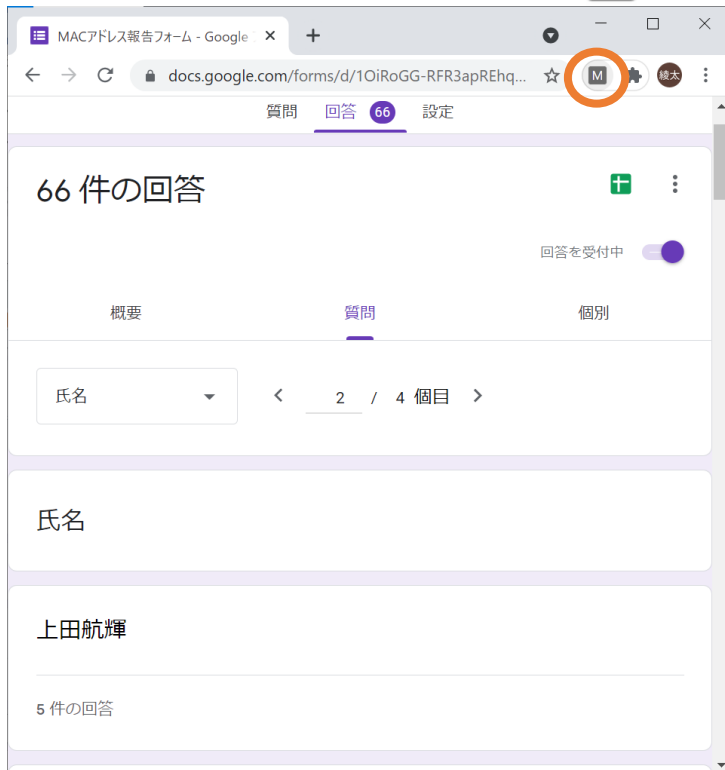 MACアドレス報告フォーム - Google
docs.google.com/forms/d/1OiRoGG-RFR3apREhq...
M
綾太
質問 回答 66 設定
66 件の回答
回答を受付中
概要 質問 個別
氏名 2 / 4 個目
氏名
上田航輝
5 件の回答